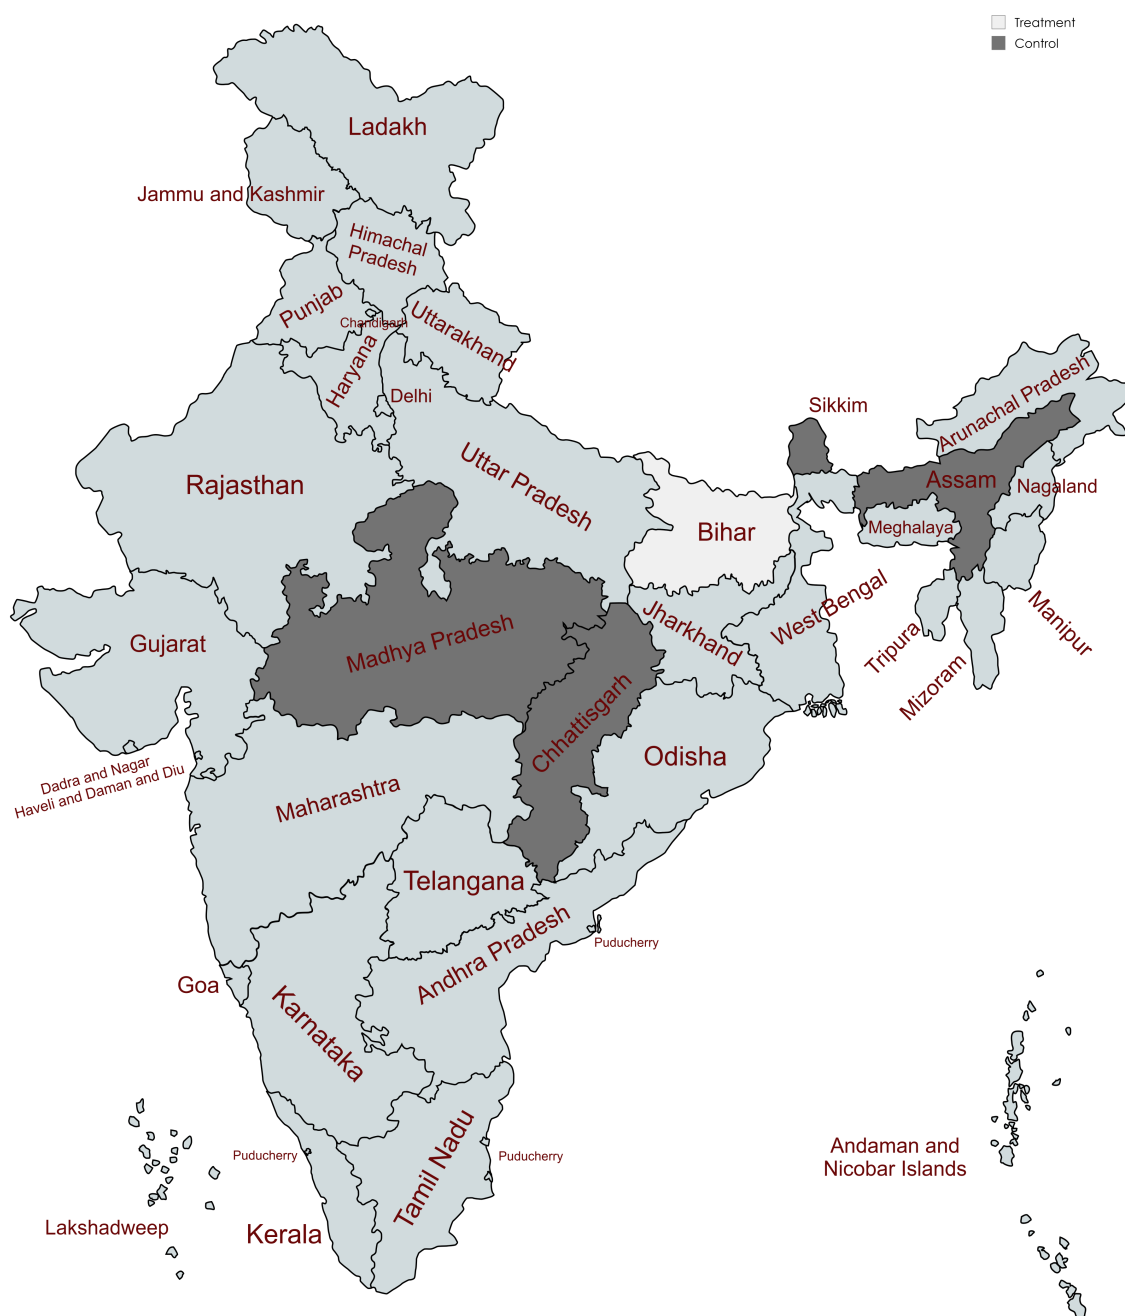 Treatment
Control
Ladakh
Jammu and Kashmir
Himachal
Pradesh
Punjab
Chandigarh
Uttarakhand
Haryana
Delhi
Sikkim
Arunachal Pradesh
Rajasthan
Uttar Pradesh
Assam
Nagaland
Bihar
Meghalaya
Gujarat
Madhya Pradesh
Jharkhand
West Bengal
Tripura
Manipur
Mizoram
Chhattisgarh
Odisha
Dadra and Nagar
Haveli and Daman and Diu
Maharashtra
Telangana
Andhra Pradesh
Puducherry
Goa
Karnataka
Puducherry
Tamil Nadu
Puducherry
Andaman and
Nicobar Islands
Lakshadweep
Kerala